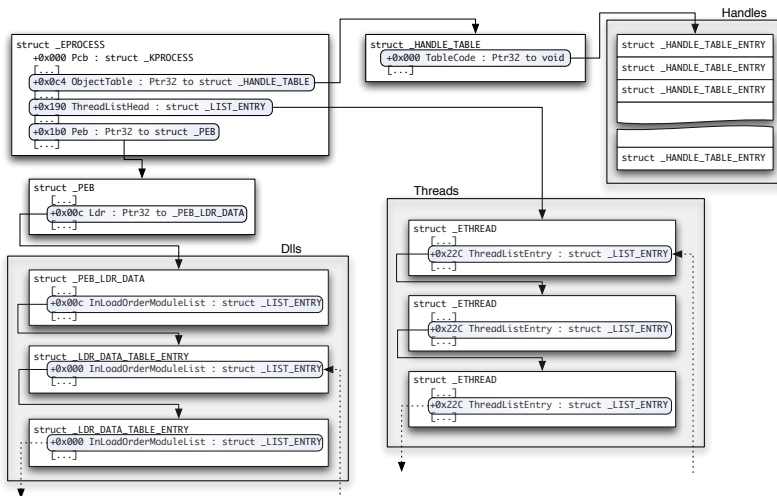 Handles
struct _EPROCESS
+0x000 Pcb : struct _KPROCESS
[...]
+0x0c4 ObjectTable : Ptr32 to struct _HANDLE_TABLE
[...]
+0x190 ThreadListHead : struct _LIST_ENTRY
[...]
+0x1b0 Peb : Ptr32 to struct _PEB
[...]
struct _HANDLE_TABLE
+0x000 TableCode : Ptr32 to void
[...]
struct _HANDLE_TABLE_ENTRY
struct _HANDLE_TABLE_ENTRY
struct _HANDLE_TABLE_ENTRY
struct _HANDLE_TABLE_ENTRY
struct _PEB
[...]
+0x00c Ldr : Ptr32 to _PEB_LDR_DATA
[...]
Dlls
struct _PEB_LDR_DATA
[...]
+0x00c InLoadOrderModuleList : struct _LIST_ENTRY
[...]
struct _LDR_DATA_TABLE_ENTRY
+0x000 InLoadOrderModuleList : struct _LIST_ENTRY
[...]
struct _LDR_DATA_TABLE_ENTRY
+0x000 InLoadOrderModuleList : struct _LIST_ENTRY
[...]
Threads
struct _ETHREAD
[...]
+0x22C ThreadListEntry : struct _LIST_ENTRY
[...]
struct _ETHREAD
[...]
+0x22C ThreadListEntry : struct _LIST_ENTRY
[...]
struct _ETHREAD
[...]
+0x22C ThreadListEntry : struct _LIST_ENTRY
[...]